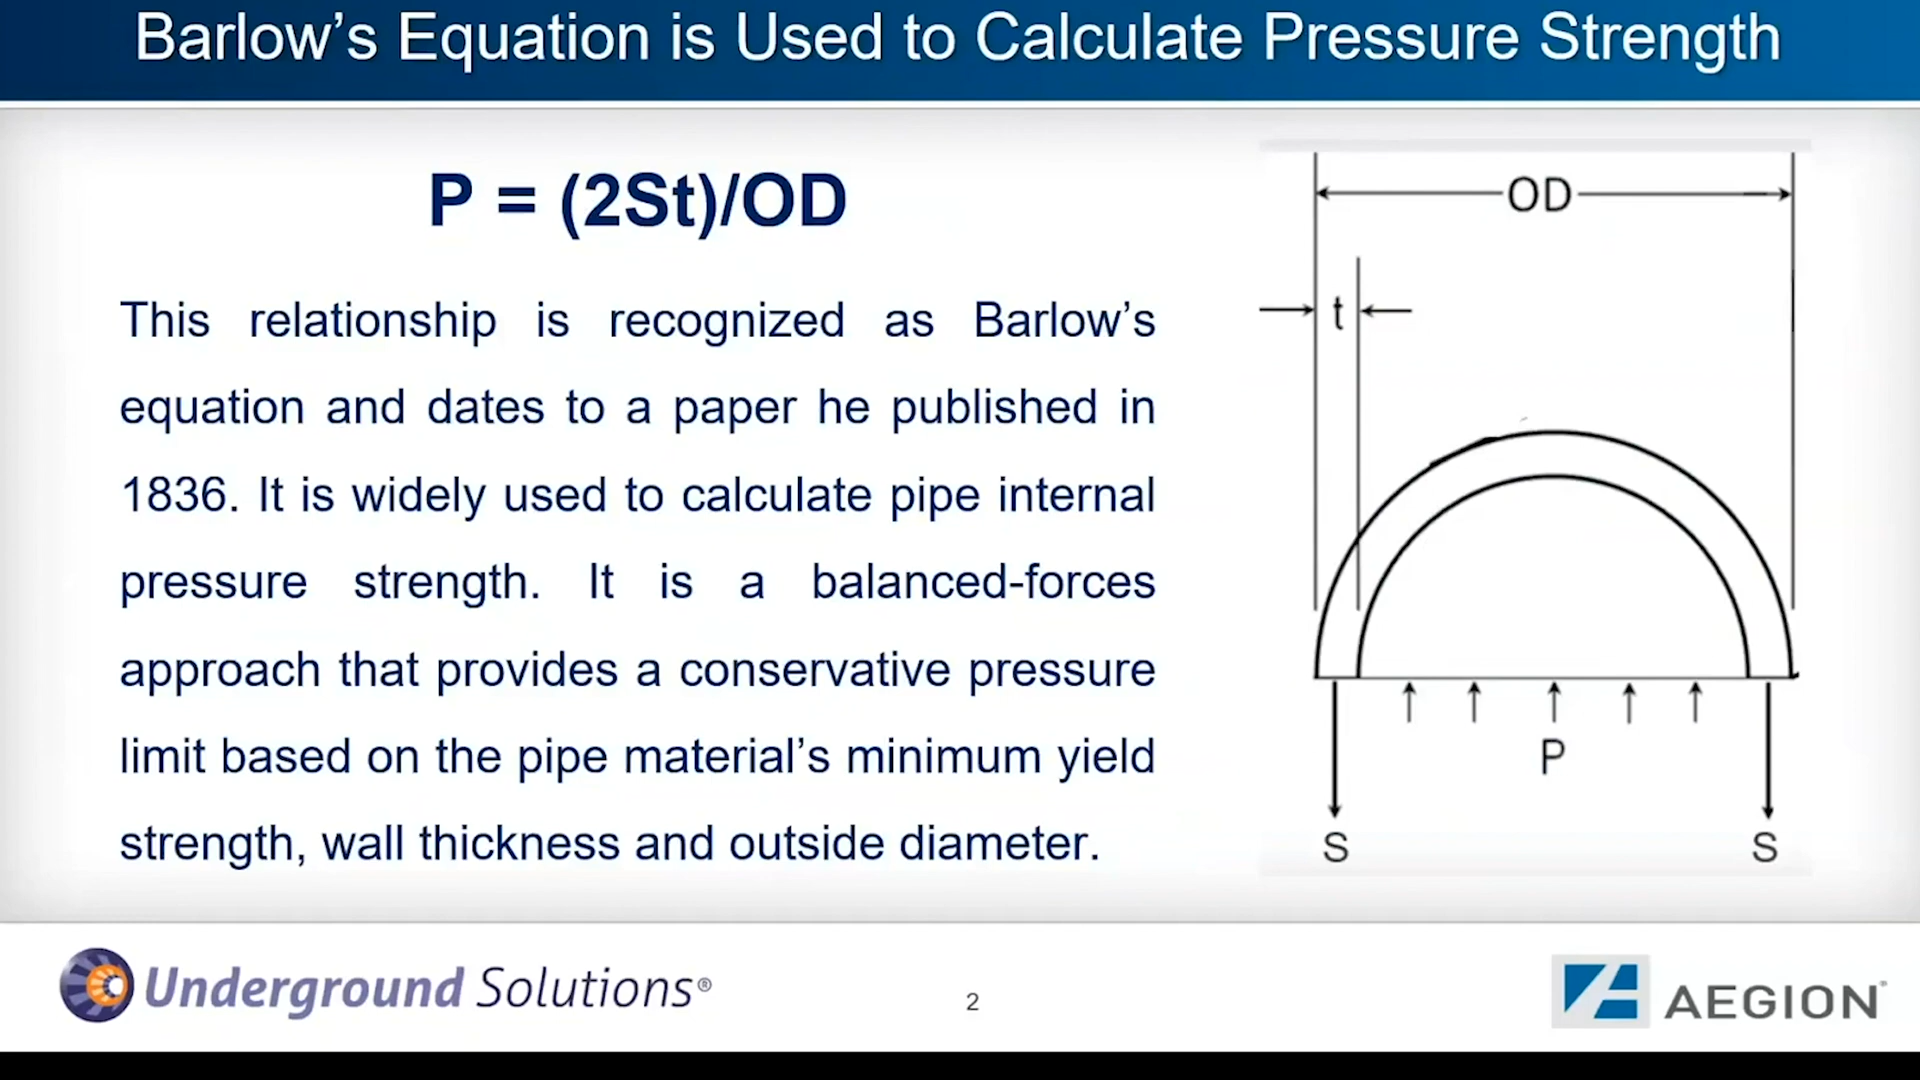 Barlow’s Equation is Used to Calculate Pressure Strength
P = (2St)/OD
This relationship is recognized as Barlow’s
equation and dates to a paper he published in
1836. It is widely used to calculate pipe internal
pressure strength. It is a balanced-forces
approach that provides a conservative pressure
limit based on the pipe material’s minimum yield
strength, wall thickness and outside diameter.
OD
t
P
S S
Underground Solutions®
2
AEGION®